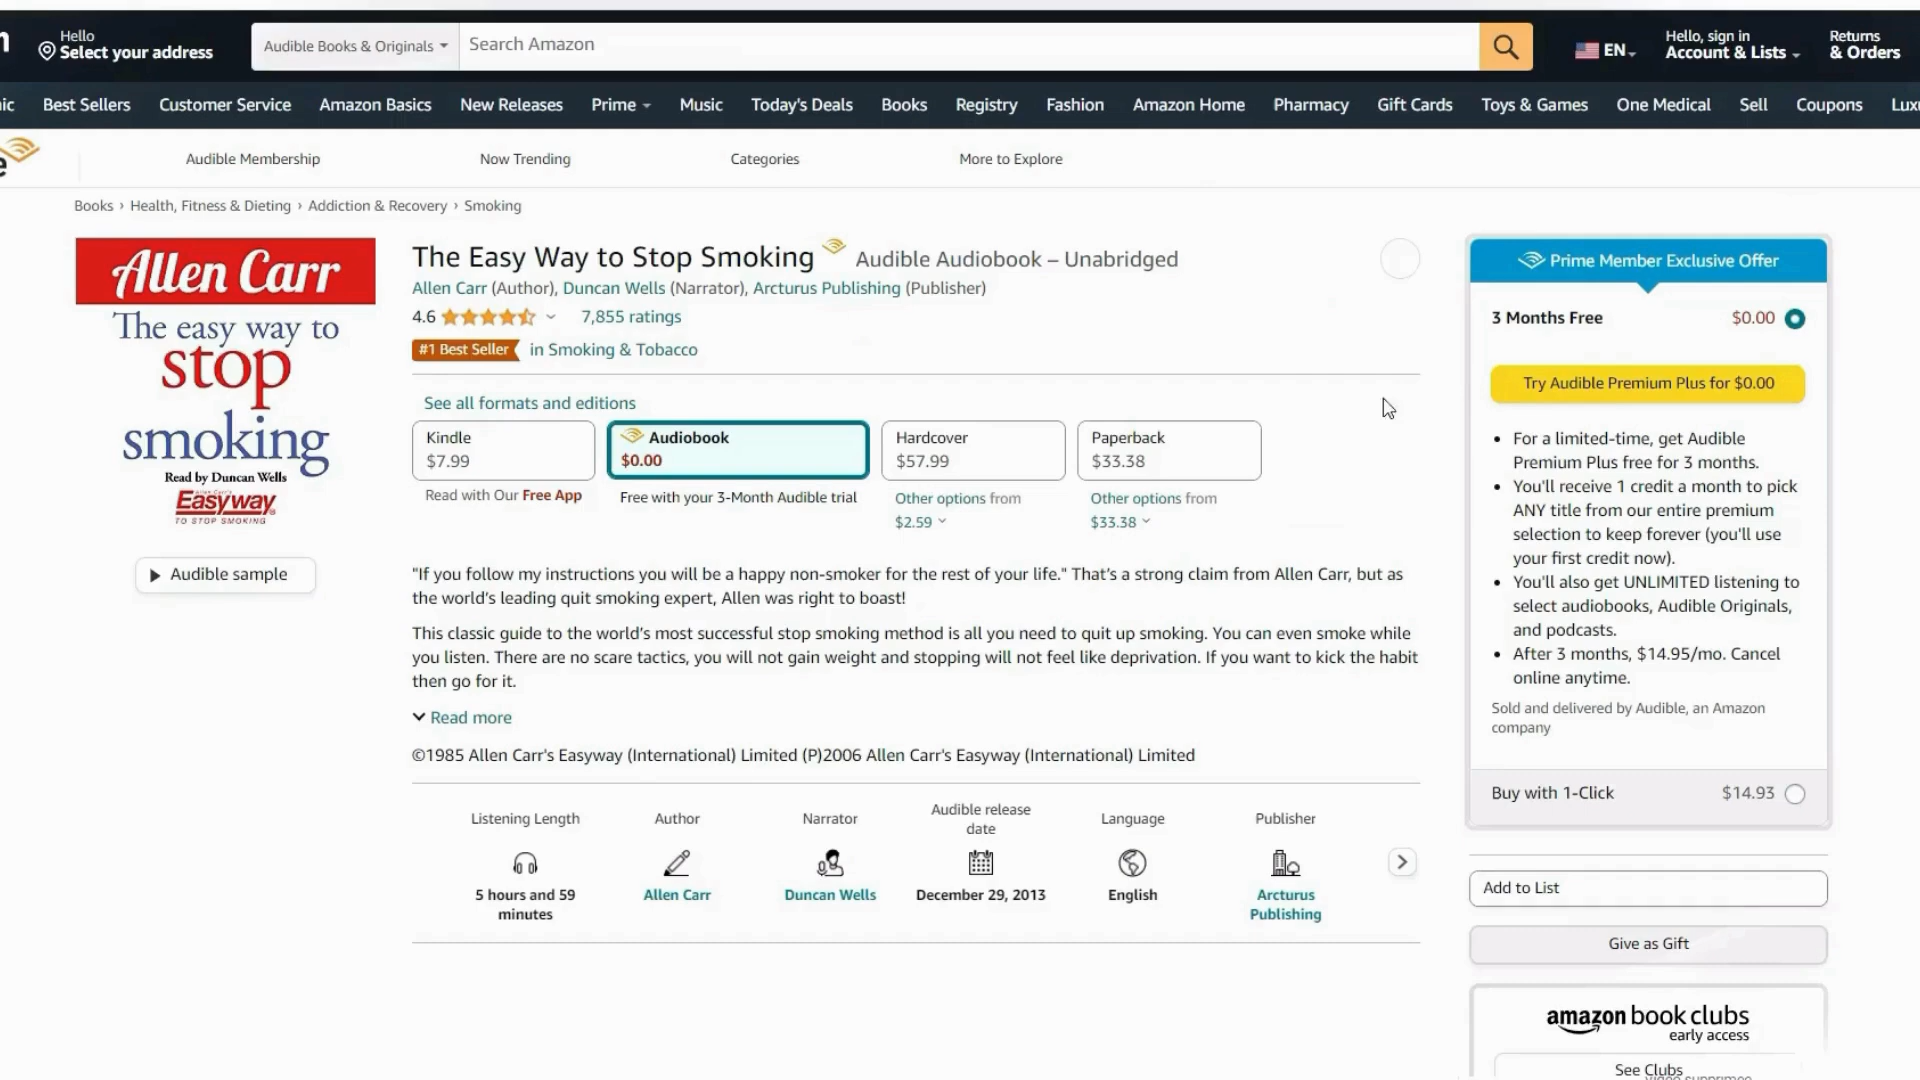 Hello
Select your address
Audible Books & Originals
Search Amazon
EN
Hello, sign in
Account & Lists
Returns
& Orders
ic
Best Sellers
Customer Service
Amazon Basics
New Releases
Prime
Music
Today's Deals
Books
Registry
Fashion
Amazon Home
Pharmacy
Gift Cards
Toys & Games
One Medical
Sell
Coupons
Lux
Audible Membership
Now Trending
Categories
More to Explore
Books › Health, Fitness & Dieting › Addiction & Recovery › Smoking
Allen Carr
The easy way to
stop
smoking
Read by Duncan Wells
Allen Carr's
Easyway
TO STOP SMOKING
Audible sample
The Easy Way to Stop Smoking Audible Audiobook – Unabridged
Allen Carr (Author), Duncan Wells (Narrator), Arcturus Publishing (Publisher)
4.6 7,855 ratings
#1 Best Seller in Smoking & Tobacco
See all formats and editions
Kindle
$7.99
Read with Our Free App
Audiobook
$0.00
Free with your 3-Month Audible trial
Hardcover
$57.99
Other options from
$2.59
Paperback
$33.38
Other options from
$33.38
"If you follow my instructions you will be a happy non-smoker for the rest of your life." That's a strong claim from Allen Carr, but as
the world's leading quit smoking expert, Allen was right to boast!
This classic guide to the world's most successful stop smoking method is all you need to quit up smoking. You can even smoke while
you listen. There are no scare tactics, you will not gain weight and stopping will not feel like deprivation. If you want to kick the habit
then go for it.
Read more
©1985 Allen Carr's Easyway (International) Limited (P)2006 Allen Carr's Easyway (International) Limited
Listening Length
5 hours and 59
minutes
Author
Allen Carr
Narrator
Duncan Wells
Audible release
date
December 29, 2013
Language
English
Publisher
Arcturus
Publishing
Prime Member Exclusive Offer
3 Months Free $0.00
Try Audible Premium Plus for $0.00
• For a limited-time, get Audible
Premium Plus free for 3 months.
• You'll receive 1 credit a month to pick
ANY title from our entire premium
selection to keep forever (you'll use
your first credit now).
• You'll also get UNLIMITED listening to
select audiobooks, Audible Originals,
and podcasts.
• After 3 months, $14.95/mo. Cancel
online anytime.
Sold and delivered by Audible, an Amazon
company
Buy with 1-Click $14.93
Add to List
Give as Gift
amazon book clubs
early access
See Clubs